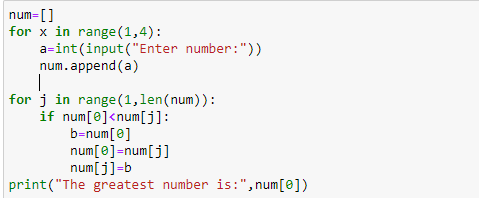 num=[]
for x in range(1,4):
    a=int(input("Enter number:"))
    num.append(a)
for j in range(1,len(num)):
    if num[0]<num[j]:
        b=num[0]
        num[0]=num[j]
        num[j]=b
print("The greatest number is:",num[0])